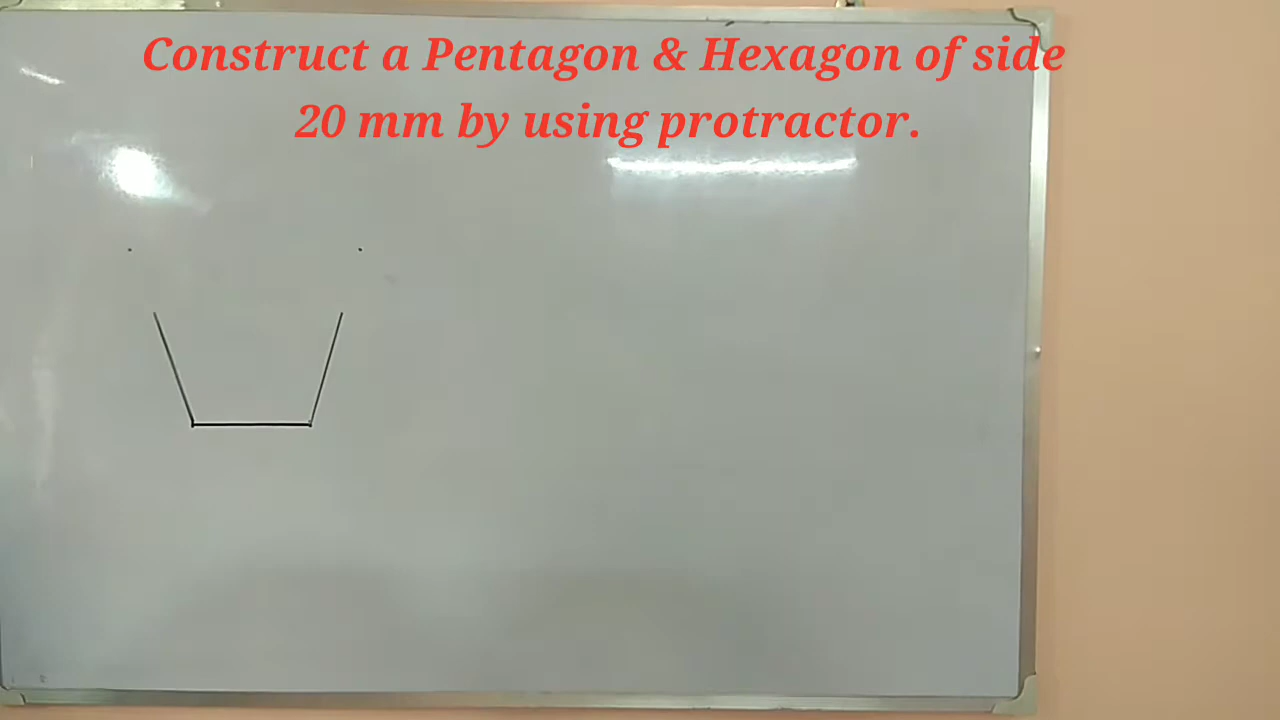 Construct a Pentagon & Hexagon of side
20 mm by using protractor.